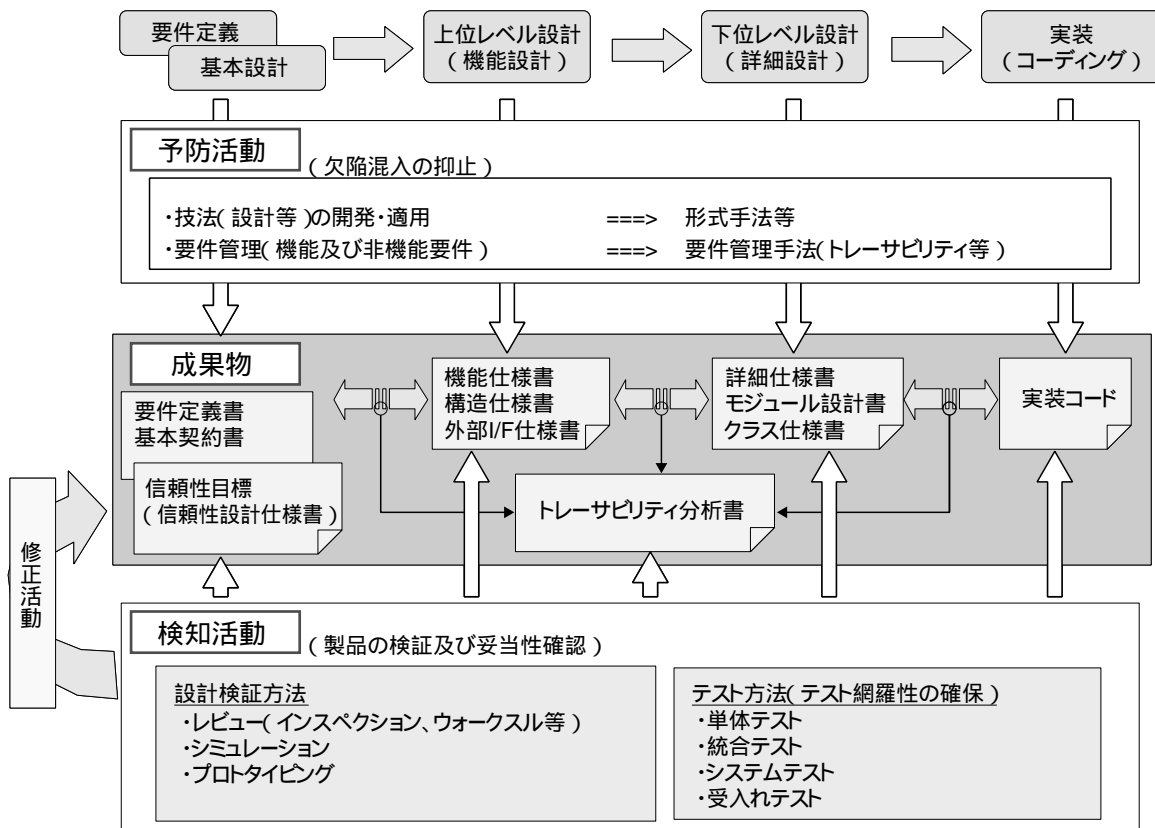 要件定義
基本設計
上位レベル設計
(機能設計)
下位レベル設計
(詳細設計)
実装
(コーディング)
予防活動
(欠陥混入の抑止)
・技法(設計等)の開発・適用 ===> 形式手法等
・要件管理(機能及び非機能要件) ===> 要件管理手法(トレーサビリティ等)
成果物
要件定義書
基本契約書
信頼性目標
(信頼性設計仕様書)
機能仕様書
構造仕様書
外部I/F仕様書
詳細仕様書
モジュール設計書
クラス仕様書
実装コード
トレーサビリティ分析書
修正活動
検知活動
(製品の検証及び妥当性確認)
設計検証方法
・レビュー(インスペクション、ウォークスル等)
・シミュレーション
・プロトタイピング
テスト方法(テスト網羅性の確保)
・単体テスト
・統合テスト
・システムテスト
・受入れテスト